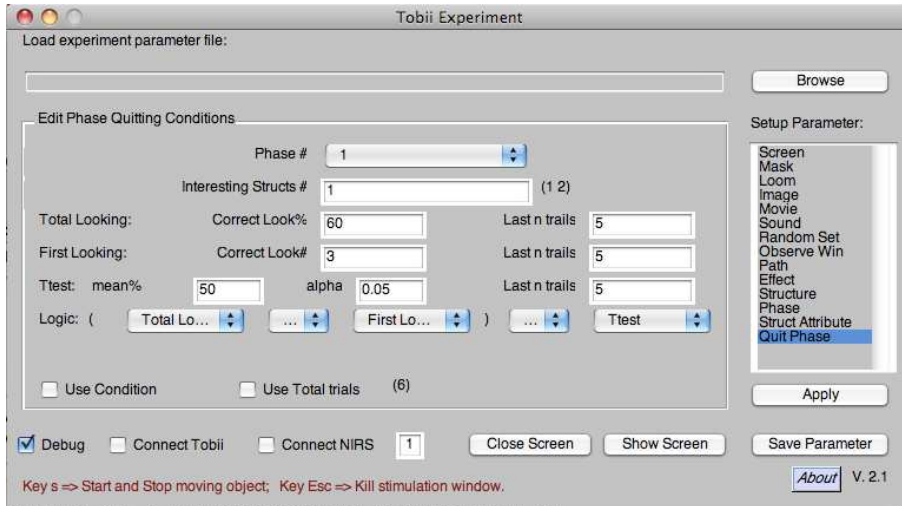 Tobii Experiment
Load experiment parameter file:
Browse
Edit Phase Quitting Conditions
Phase # 1
Interesting Structs # 1 (1 2)
Total Looking: Correct Look% 60 Last n trails 5
First Looking: Correct Look# 3 Last n trails 5
Ttest: mean% 50 alpha 0.05 Last n trails 5
Logic: ( Total Lo... ... First Lo... ) ... Ttest
Use Condition Use Total trials (6)
Setup Parameter:
Screen
Mask
Loom
Image
Movie
Sound
Random Set
Observe Win
Path
Effect
Structure
Phase
Struct Attribute
Quit Phase
Apply
Debug Connect Tobii Connect NIRS 1 Close Screen Show Screen Save Parameter
Key s => Start and Stop moving object; Key Esc => Kill stimulation window.
About V. 2.1